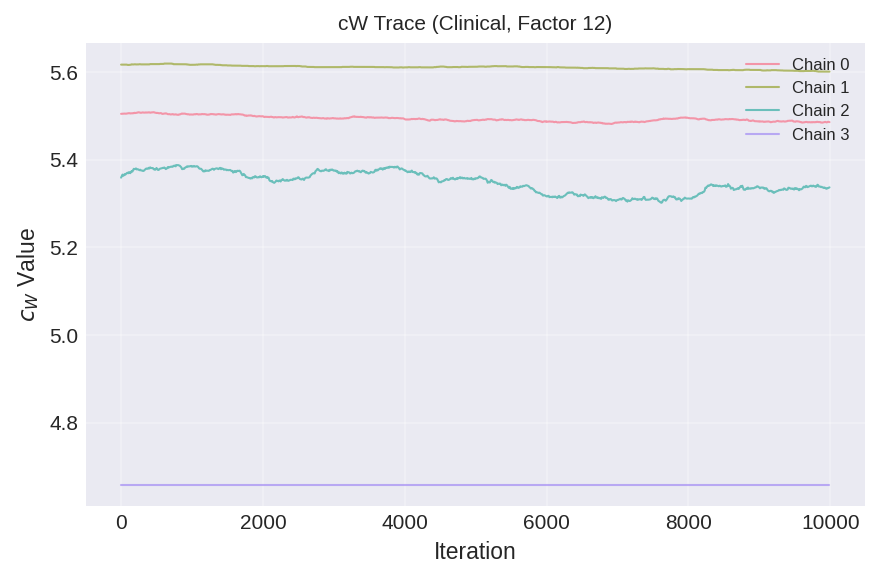 cW Trace (Clinical, Factor 12)
5.6
5.4
5.2
5.0
4.8
c_W Value
Chain 0
Chain 1
Chain 2
Chain 3
0 2000 4000 6000 8000 10000
Iteration